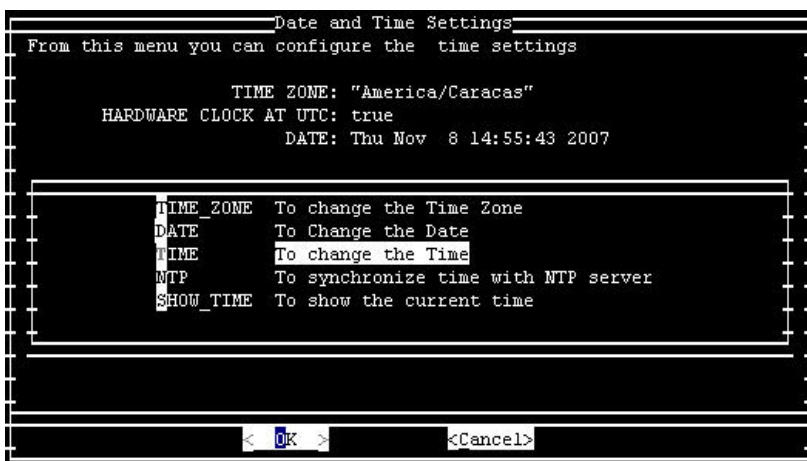 Date and Time Settings
From this menu you can configure the  time settings
TIME ZONE: "America/Caracas"
HARDWARE CLOCK AT UTC: true
DATE: Thu Nov  8 14:55:43 2007
TIME_ZONE  To change the Time Zone
DATE       To Change the Date
TIME       To change the Time
NTP        To synchronize time with NTP server
SHOW_TIME  To show the current time
<  OK  > <Cancel>